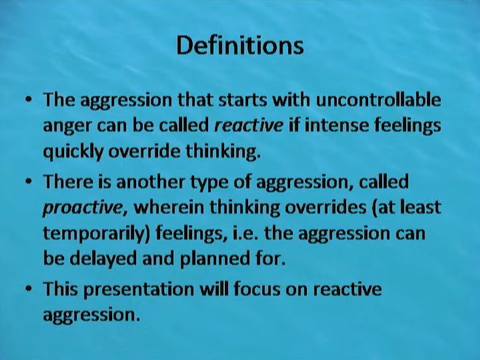 Definitions
• The aggression that starts with uncontrollable
anger can be called reactive if intense feelings
quickly override thinking.
• There is another type of aggression, called
proactive, wherein thinking overrides (at least
temporarily) feelings, i.e. the aggression can
be delayed and planned for.
• This presentation will focus on reactive
aggression.